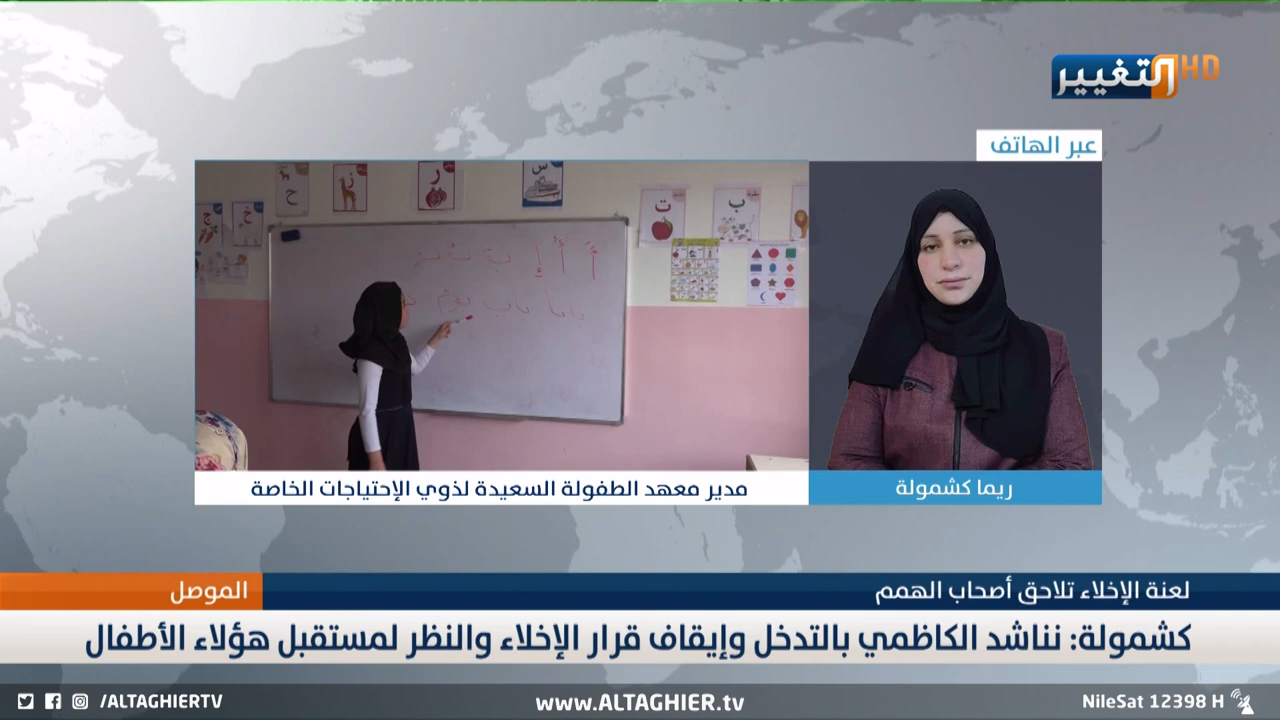 التغيير HD
عبر الهاتف
س
ر
ز
ح
خ
ج
ب
ت
أَ أُ إِ بَ
ريما كشمولة
مدير معهد الطفولة السعيدة لذوي الإحتياجات الخاصة
لعنة الإخلاء تلاحق أصحاب الهمم
الموصل
كشمولة: نناشد الكاظمي بالتدخل وإيقاف قرار الإخلاء والنظر لمستقبل هؤلاء الأطفال
/ALTAGHIERTV
www.ALTAGHIER.tv
NileSat 12398 H